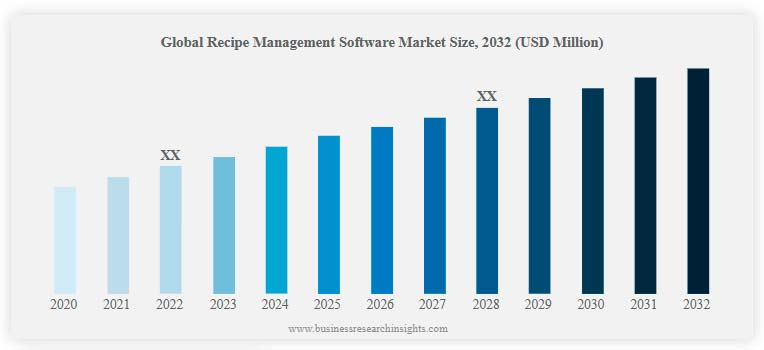 Global Recipe Management Software Market Size, 2032 (USD Million)
XX
XX
2020 2021 2022 2023 2024 2025 2026 2027 2028 2029 2030 2031 2032
www.businessresearchinsights.com